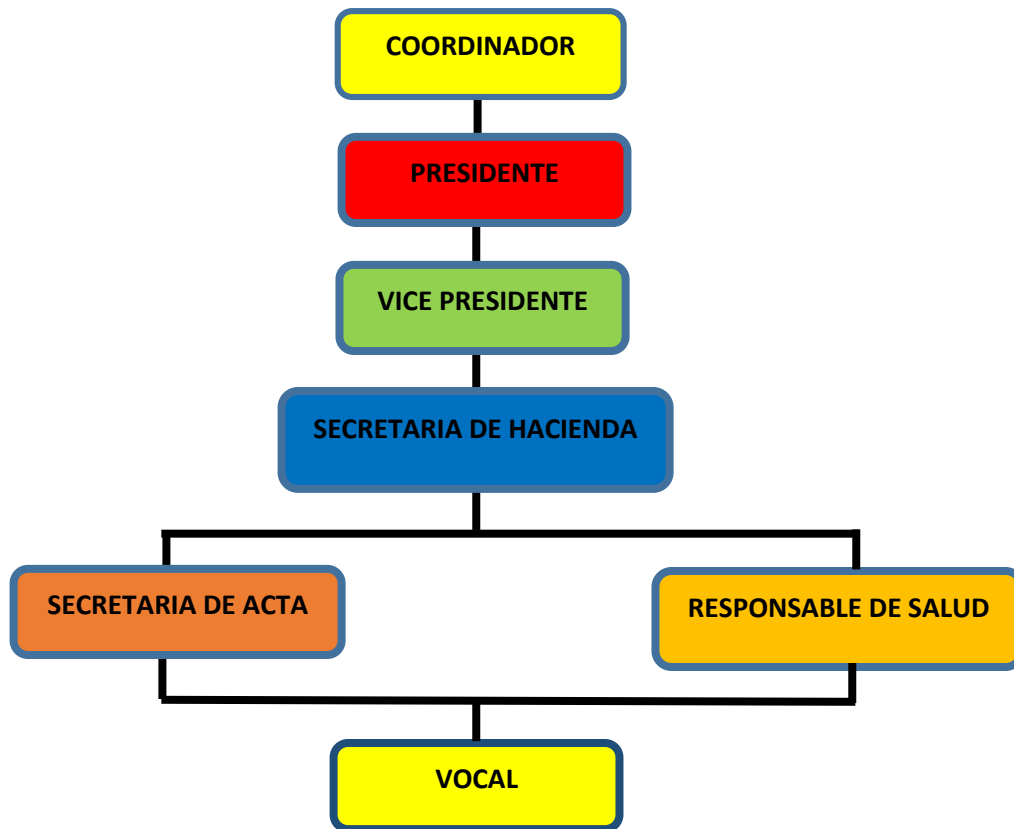 COORDINADOR
PRESIDENTE
VICE PRESIDENTE
SECRETARIA DE HACIENDA
SECRETARIA DE ACTA
RESPONSABLE DE SALUD
VOCAL